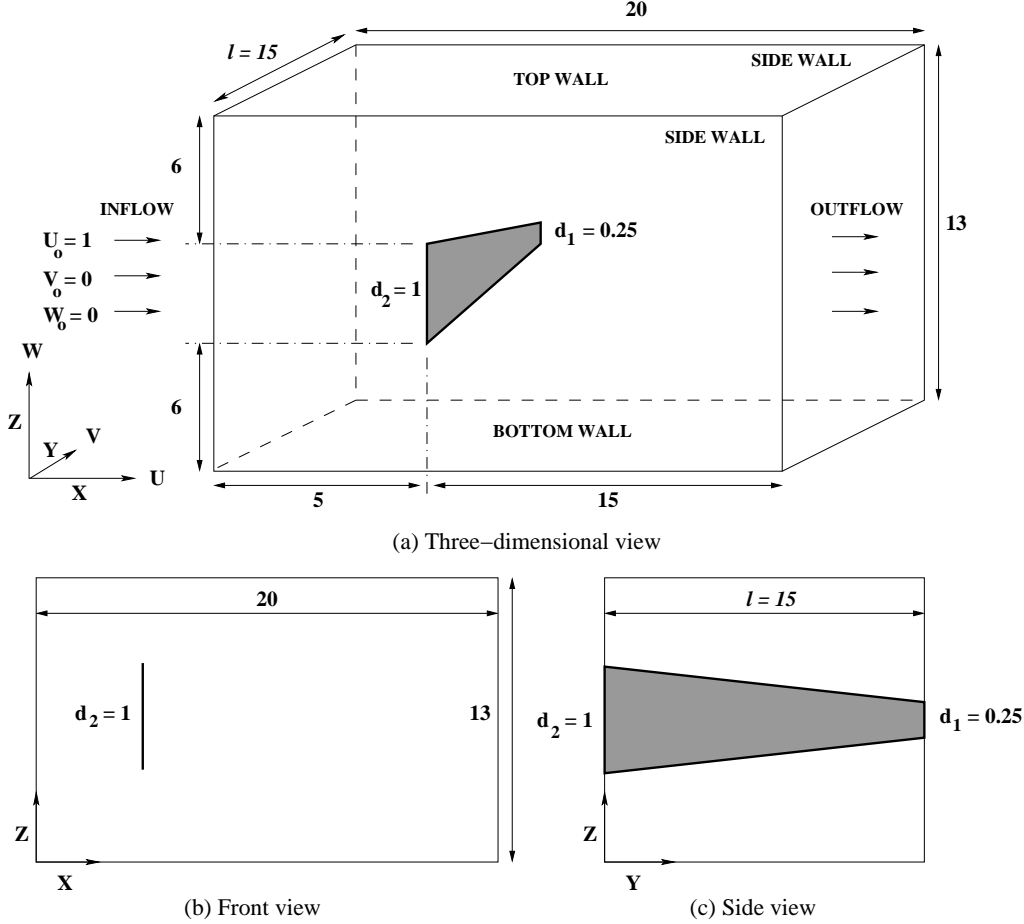 20
l = 15
SIDE WALL
TOP WALL
SIDE WALL
6
INFLOW
OUTFLOW
U_o = 1
d_1 = 0.25
13
V_o = 0
d_2 = 1
W_o = 0
W
6
Z
Y
V
BOTTOM WALL
X
U
5
15
(a) Three−dimensional view
20
l = 15
d_2 = 1
13
d_2 = 1
d_1 = 0.25
Z
Z
X
Y
(b) Front view
(c) Side view